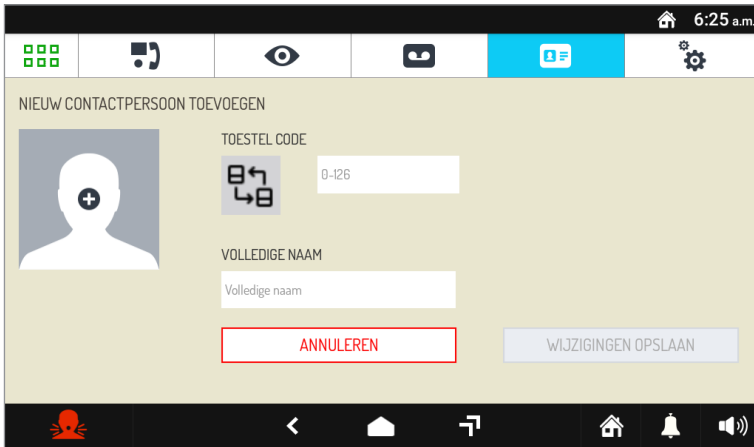 6:25 a.m.
NIEUW CONTACTPERSOON TOEVOEGEN
TOESTEL CODE
0-126
VOLLEDIGE NAAM
Volledige naam
ANNULEREN
WIJZIGINGEN OPSLAAN